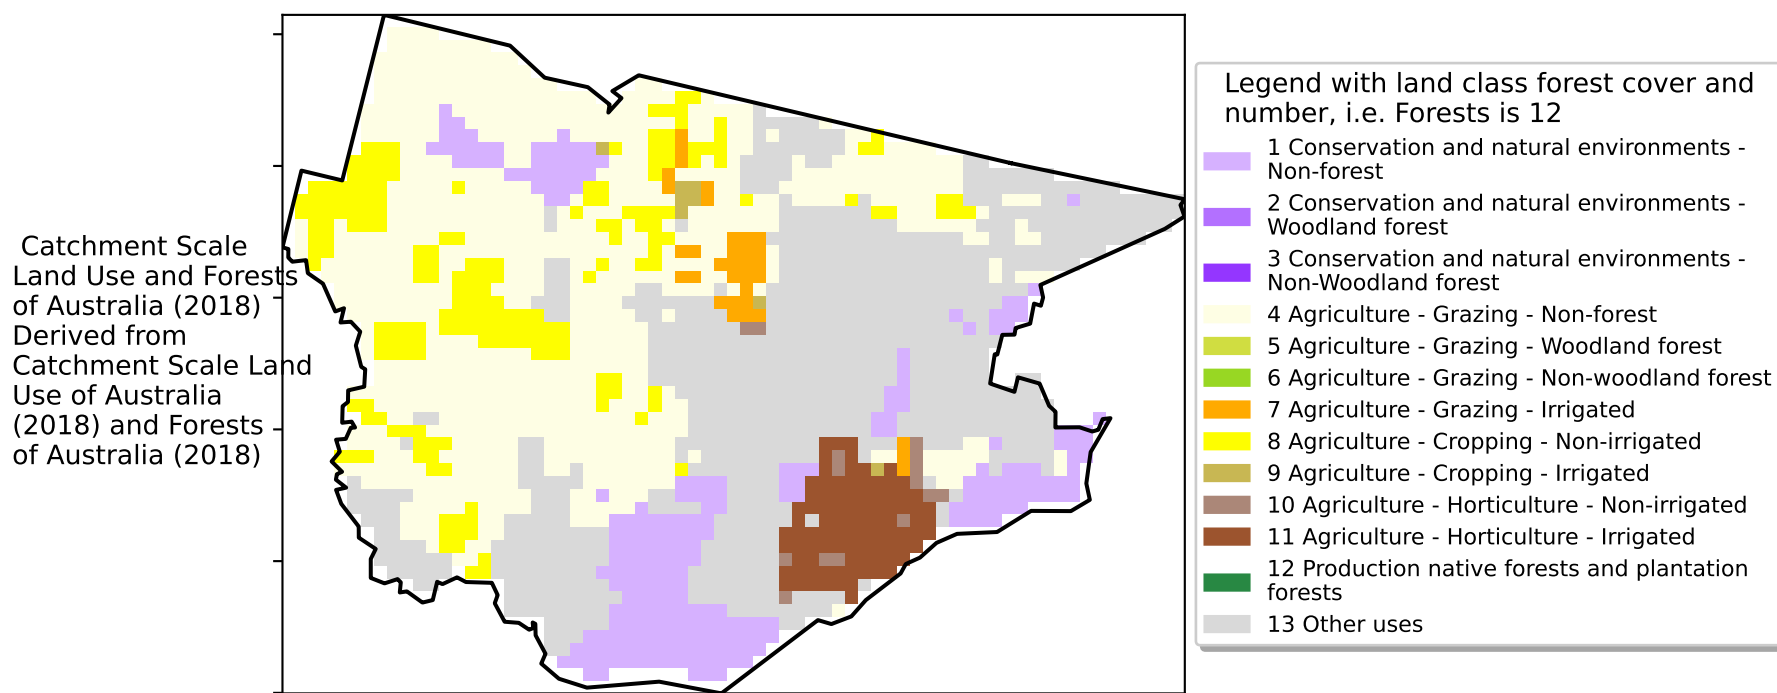 Catchment Scale
Land Use and Forests
of Australia (2018)
Derived from
Catchment Scale Land
Use of Australia
(2018) and Forests
of Australia (2018)
Legend with land class forest cover and
number, i.e. Forests is 12
1 Conservation and natural environments -
Non-forest
2 Conservation and natural environments -
Woodland forest
3 Conservation and natural environments -
Non-Woodland forest
4 Agriculture - Grazing - Non-forest
5 Agriculture - Grazing - Woodland forest
6 Agriculture - Grazing - Non-woodland forest
7 Agriculture - Grazing - Irrigated
8 Agriculture - Cropping - Non-irrigated
9 Agriculture - Cropping - Irrigated
10 Agriculture - Horticulture - Non-irrigated
11 Agriculture - Horticulture - Irrigated
12 Production native forests and plantation
forests
13 Other uses